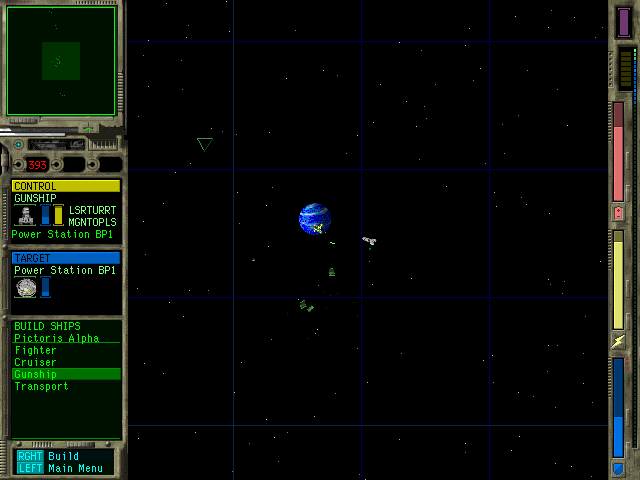 393
CONTROL
GUNSHIP
LSRTURRT
MGNTOPLS
Power Station BP1
TARGET
Power Station BP1
BUILD SHIPS
Pictoris Alpha
Fighter
Cruiser
Gunship
Transport
RGHT Build
LEFT Main Menu